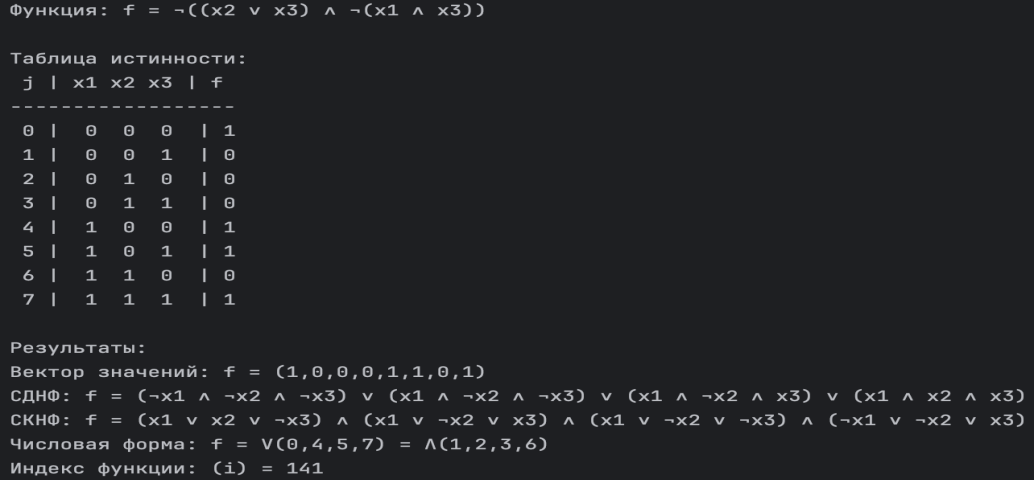 Функция: f = ¬((x2 ∨ x3) ∧ ¬(x1 ∧ x3))
Таблица истинности:
j | x1 x2 x3 | f
------------------
0 | 0 0 0 | 1
1 | 0 0 1 | 0
2 | 0 1 0 | 0
3 | 0 1 1 | 0
4 | 1 0 0 | 1
5 | 1 0 1 | 1
6 | 1 1 0 | 0
7 | 1 1 1 | 1
Результаты:
Вектор значений: f = (1,0,0,0,1,1,0,1)
СДНФ: f = (¬x1 ∧ ¬x2 ∧ ¬x3) ∨ (x1 ∧ ¬x2 ∧ ¬x3) ∨ (x1 ∧ ¬x2 ∧ x3) ∨ (x1 ∧ x2 ∧ x3)
СКНФ: f = (x1 ∨ x2 ∨ ¬x3) ∧ (x1 ∨ ¬x2 ∨ x3) ∧ (x1 ∨ ¬x2 ∨ ¬x3) ∧ (¬x1 ∨ ¬x2 ∨ x3)
Числовая форма: f = V(0,4,5,7) = Λ(1,2,3,6)
Индекс функции: (i) = 141